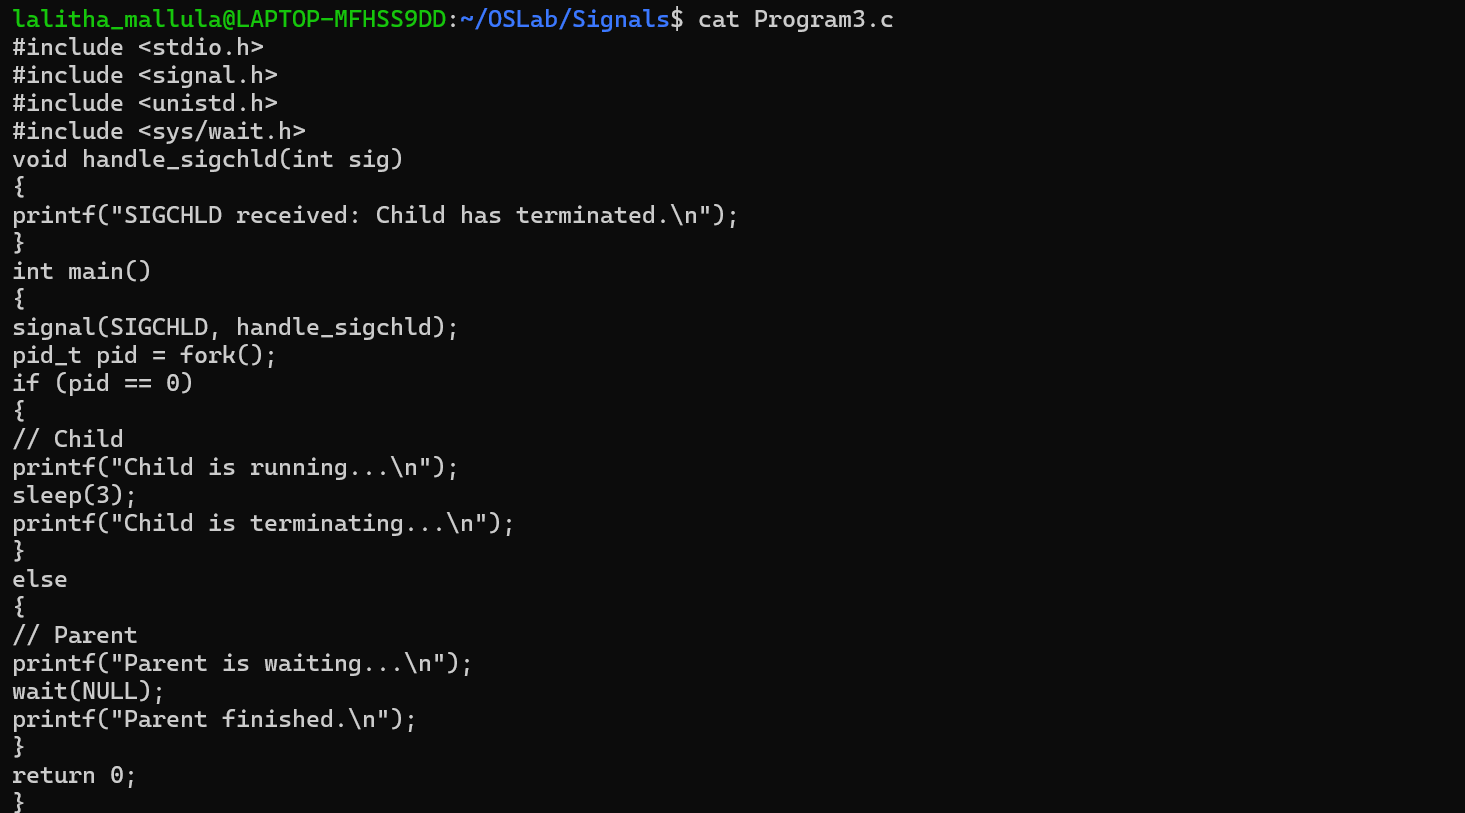 lalitha_mallula@LAPTOP-MFHSS9DD:~/OSLab/Signals$ cat Program3.c
#include <stdio.h>
#include <signal.h>
#include <unistd.h>
#include <sys/wait.h>
void handle_sigchld(int sig)
{
printf("SIGCHLD received: Child has terminated.\n");
}
int main()
{
signal(SIGCHLD, handle_sigchld);
pid_t pid = fork();
if (pid == 0)
{
// Child
printf("Child is running...\n");
sleep(3);
printf("Child is terminating...\n");
}
else
{
// Parent
printf("Parent is waiting...\n");
wait(NULL);
printf("Parent finished.\n");
}
return 0;
}